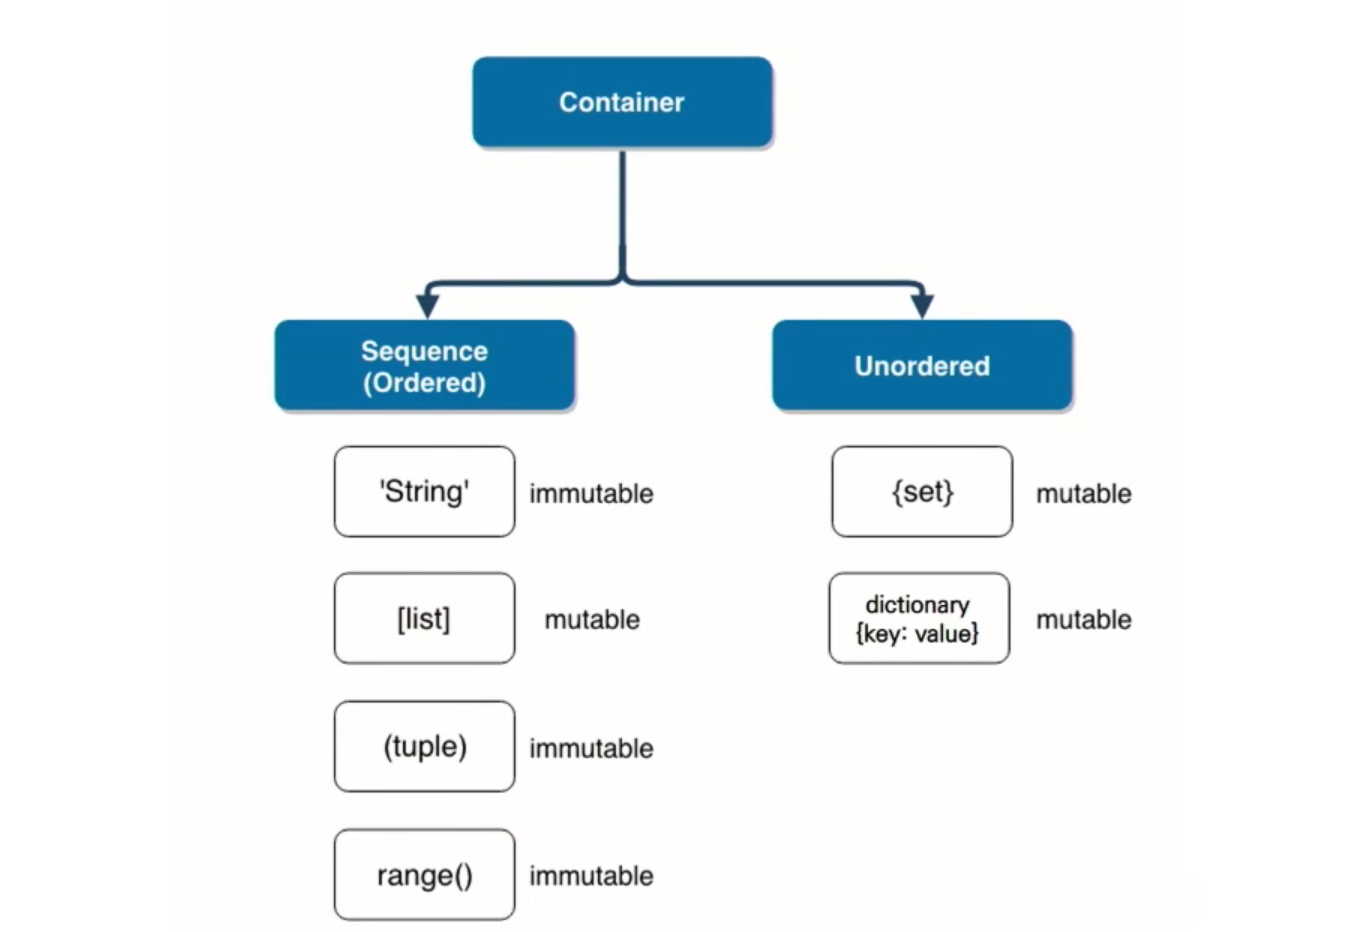 Container
Sequence
(Ordered)
Unordered
'String'
immutable
{set}
mutable
[list]
mutable
dictionary
{key: value}
mutable
(tuple)
immutable
range()
immutable